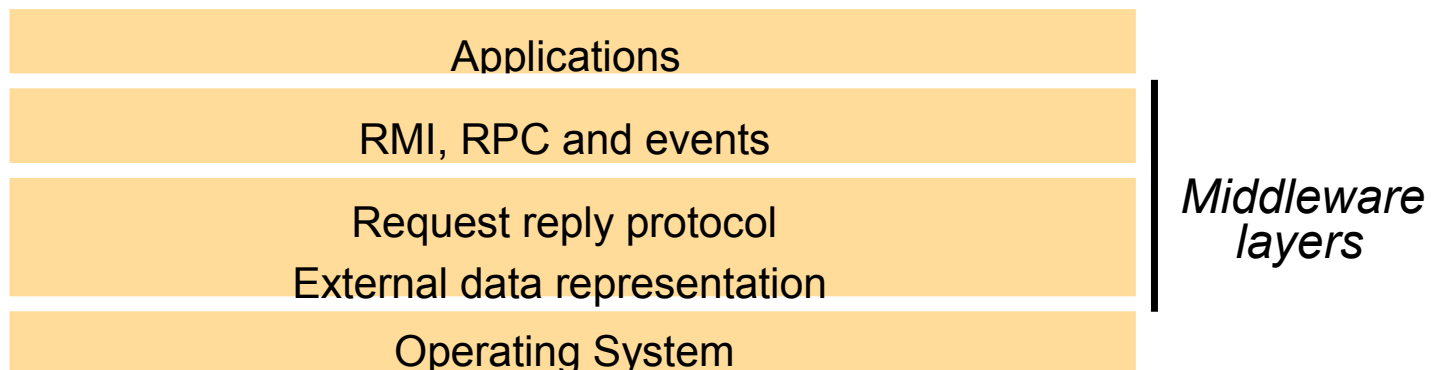 Applications
RMI, RPC and events
Request reply protocol
External data representation
Operating System
Middleware
layers